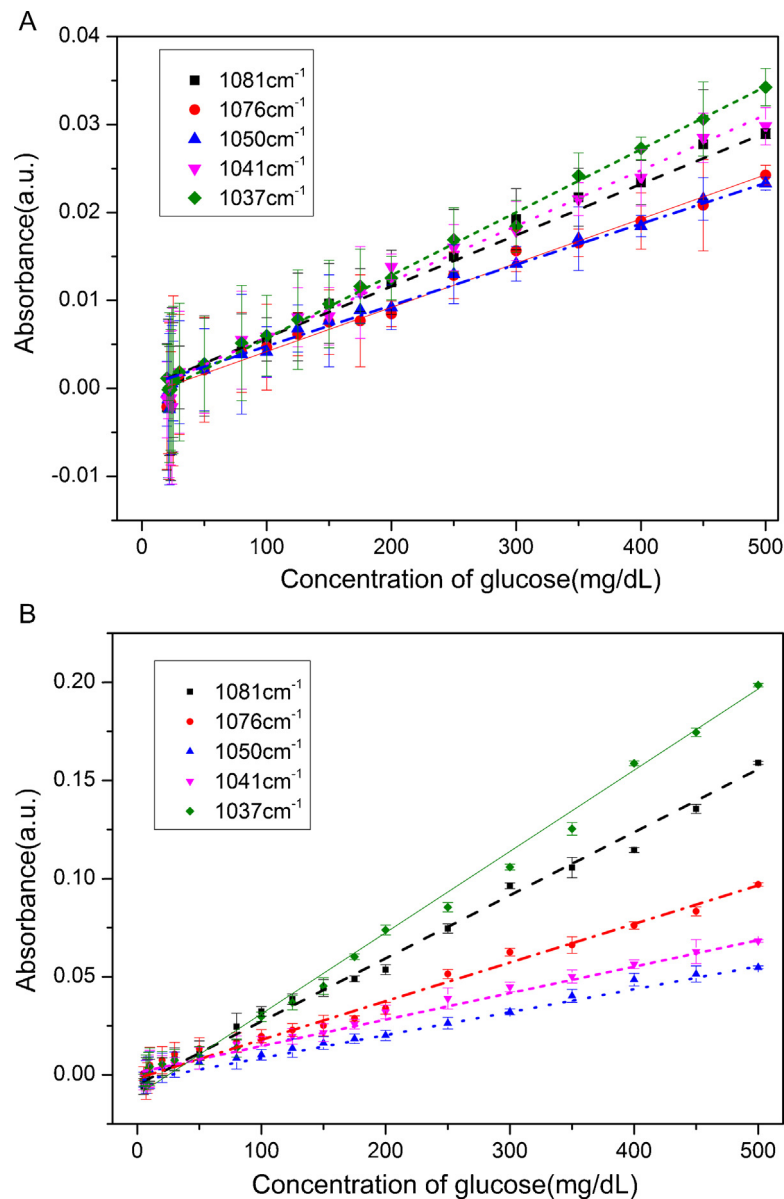 A
0.04
0.03
0.02
0.01
0.00
-0.01
Absorbance(a.u.)
1081cm⁻¹
1076cm⁻¹
1050cm⁻¹
1041cm⁻¹
1037cm⁻¹
0 100 200 300 400 500
Concentration of glucose(mg/dL)
B
0.20
0.15
0.10
0.05
0.00
Absorbance(a.u.)
1081cm⁻¹
1076cm⁻¹
1050cm⁻¹
1041cm⁻¹
1037cm⁻¹
0 100 200 300 400 500
Concentration of glucose(mg/dL)